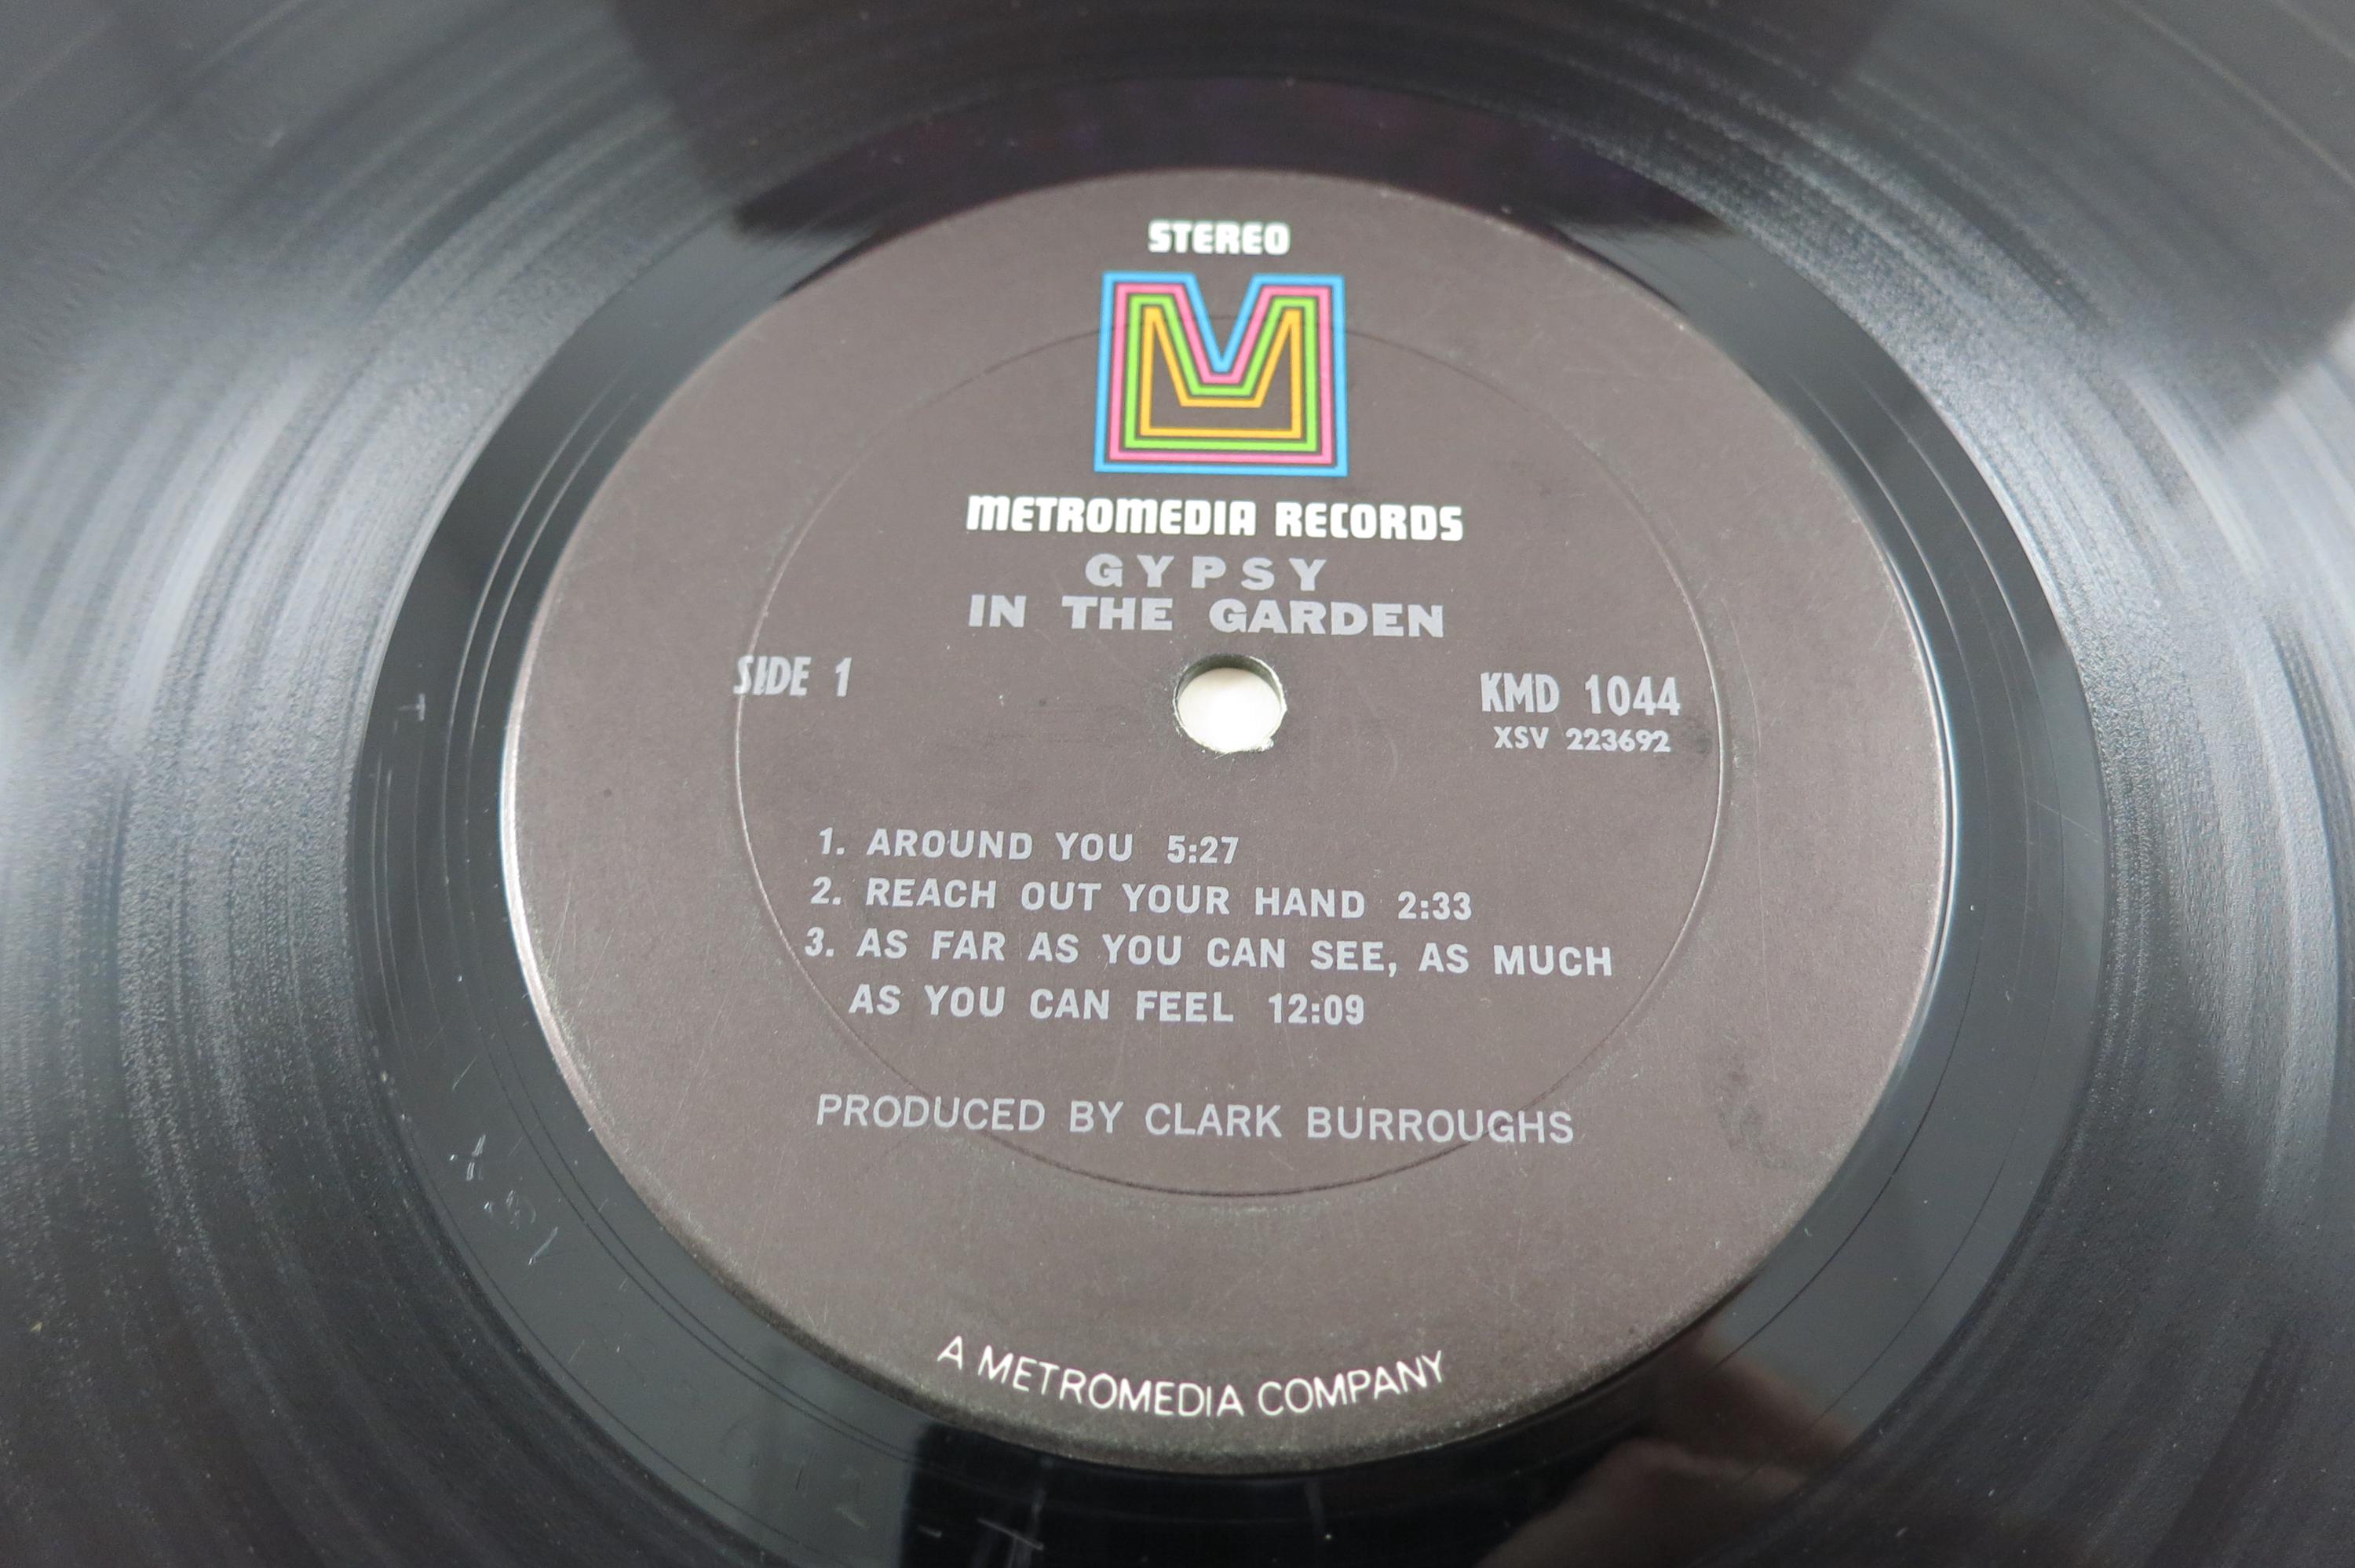 STEREO
METROMEDIA RECORDS
GYPSY
IN THE GARDEN
SIDE 1
KMD 1044
XSV 223692
1. AROUND YOU 5:27
2. REACH OUT YOUR HAND 2:33
3. AS FAR AS YOU CAN SEE, AS MUCH
AS YOU CAN FEEL 12:09
PRODUCED BY CLARK BURROUGHS
A METROMEDIA COMPANY